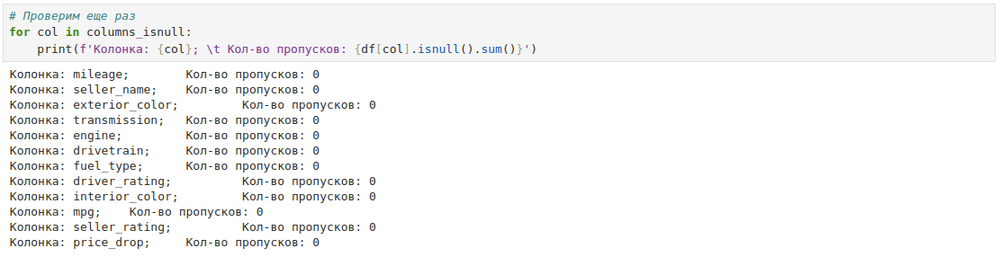 # Проверим еще раз
for col in columns_isnull:
    print(f'Колонка: {col}; \t Кол-во пропусков: {df[col].isnull().sum()}')
Колонка: mileage;        Кол-во пропусков: 0
Колонка: seller_name;    Кол-во пропусков: 0
Колонка: exterior_color;         Кол-во пропусков: 0
Колонка: transmission;   Кол-во пропусков: 0
Колонка: engine;         Кол-во пропусков: 0
Колонка: drivetrain;     Кол-во пропусков: 0
Колонка: fuel_type;      Кол-во пропусков: 0
Колонка: driver_rating;          Кол-во пропусков: 0
Колонка: interior_color;         Кол-во пропусков: 0
Колонка: mpg;    Кол-во пропусков: 0
Колонка: seller_rating;          Кол-во пропусков: 0
Колонка: price_drop;     Кол-во пропусков: 0